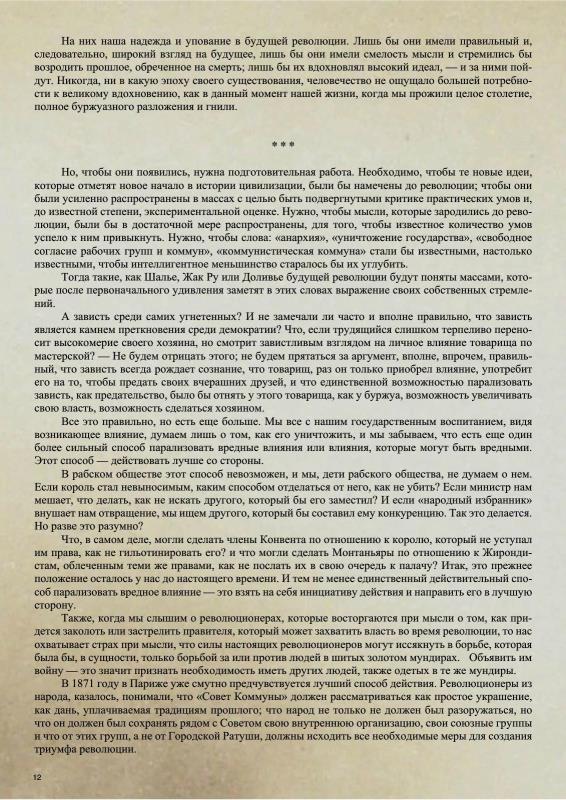 На них наша надежда и упование в будущей революции. Лишь бы они имели правильный и,
следовательно, широкий взгляд на будущее, лишь бы они имели смелость мысли и стремились бы
возродить прошлое, обреченное на смерть; лишь бы их вдохновлял высокий идеал, — и за ними пой-
дут. Никогда, ни в какую эпоху своего существования, человечество не ощущало большей потребно-
сти к великому вдохновению, как в данный момент нашей жизни, когда мы прожили целое столетие,
полное буржуазного разложения и гнили.
* * *
Но, чтобы они появились, нужна подготовительная работа. Необходимо, чтобы те новые идеи,
которые отметят новое начало в истории цивилизации, были бы намечены до революции; чтобы они
были усиленно распространены в массах с целью быть подвергнутыми критике практических умов и,
до известной степени, экспериментальной оценке. Нужно, чтобы мысли, которые зародились до рево-
люции, были бы в достаточной мере распространены, для того, чтобы известное количество умов
успело к ним привыкнуть. Нужно, чтобы слова: «анархия», «уничтожение государства», «свободное
согласие рабочих групп и коммун», «коммунистическая коммуна» стали бы известными, настолько
известными, чтобы интеллигентное меньшинство старалось бы их углубить.
Тогда такие, как Шалье, Жак Ру или Доливье будущей революции будут поняты массами, кото-
рые после первоначального удивления заметят в этих словах выражение своих собственных стремле-
ний.
А зависть среди самих угнетенных? И не замечали ли часто и вполне правильно, что зависть
является камнем преткновения среди демократии? Что, если трудящийся слишком терпеливо перено-
сит высокомерие своего хозяина, но смотрит завистливым взглядом на личное влияние товарища по
мастерской? — Не будем отрицать этого; не будем прятаться за аргумент, вполне, впрочем, правиль-
ный, что зависть всегда рождает сознание, что товарищ, раз он только приобрел влияние, употребит
его на то, чтобы предать своих вчерашних друзей, и что единственной возможностью парализовать
зависть, как предательство, было бы отнять у этого товарища, как у буржуа, возможность увеличивать
свою власть, возможность сделаться хозяином.
Все это правильно, но есть еще больше. Мы все с нашим государственным воспитанием, видя
возникающее влияние, думаем лишь о том, как его уничтожить, и мы забываем, что есть еще один
более сильный способ парализовать вредные влияния или влияния, которые могут быть вредными.
Этот способ — действовать лучше со стороны.
В рабском обществе этот способ невозможен, и мы, дети рабского общества, не думаем о нем.
Если король стал невыносимым, каким способом отделаться от него, как не убить? Если министр нам
мешает, что делать, как не искать другого, который бы его заместил? И если «народный избранник»
внушает нам отвращение, мы ищем другого, который бы составил ему конкуренцию. Так это делается.
Но разве это разумно?
Что, в самом деле, могли сделать члены Конвента по отношению к королю, который не уступал
им права, как не гильотинировать его? и что могли сделать Монтаньяры по отношению к Жиронди-
стам, облеченным теми же правами, как не послать их в свою очередь к палачу? Итак, это прежнее
положение осталось у нас до настоящего времени. И тем не менее единственный действительный спо-
соб парализовать вредное влияние — это взять на себя инициативу действия и направить его в лучшую
сторону.
Также, когда мы слышим о революционерах, которые восторгаются при мысли о том, как при-
дется заколоть или застрелить правителя, который может захватить власть во время революции, то нас
охватывает страх при мысли, что силы настоящих революционеров могут иссякнуть в борьбе, которая
была бы, в сущности, только борьбой за или против людей в шитых золотом мундирах. Объявить им
войну — это значит признать необходимость иметь других людей, также одетых в те же мундиры.
В 1871 году в Париже уже смутно предчувствуется лучший способ действия. Революционеры из
народа, казалось, понимали, что «Совет Коммуны» должен рассматриваться как простое украшение,
как дань, уплачиваемая традициям прошлого; что народ не только не должен был разоружаться, но
что он должен был сохранять рядом с Советом свою внутреннюю организацию, свои союзные группы
и что от этих групп, а не от Городской Ратуши, должны исходить все необходимые меры для создания
триумфа революции.
12